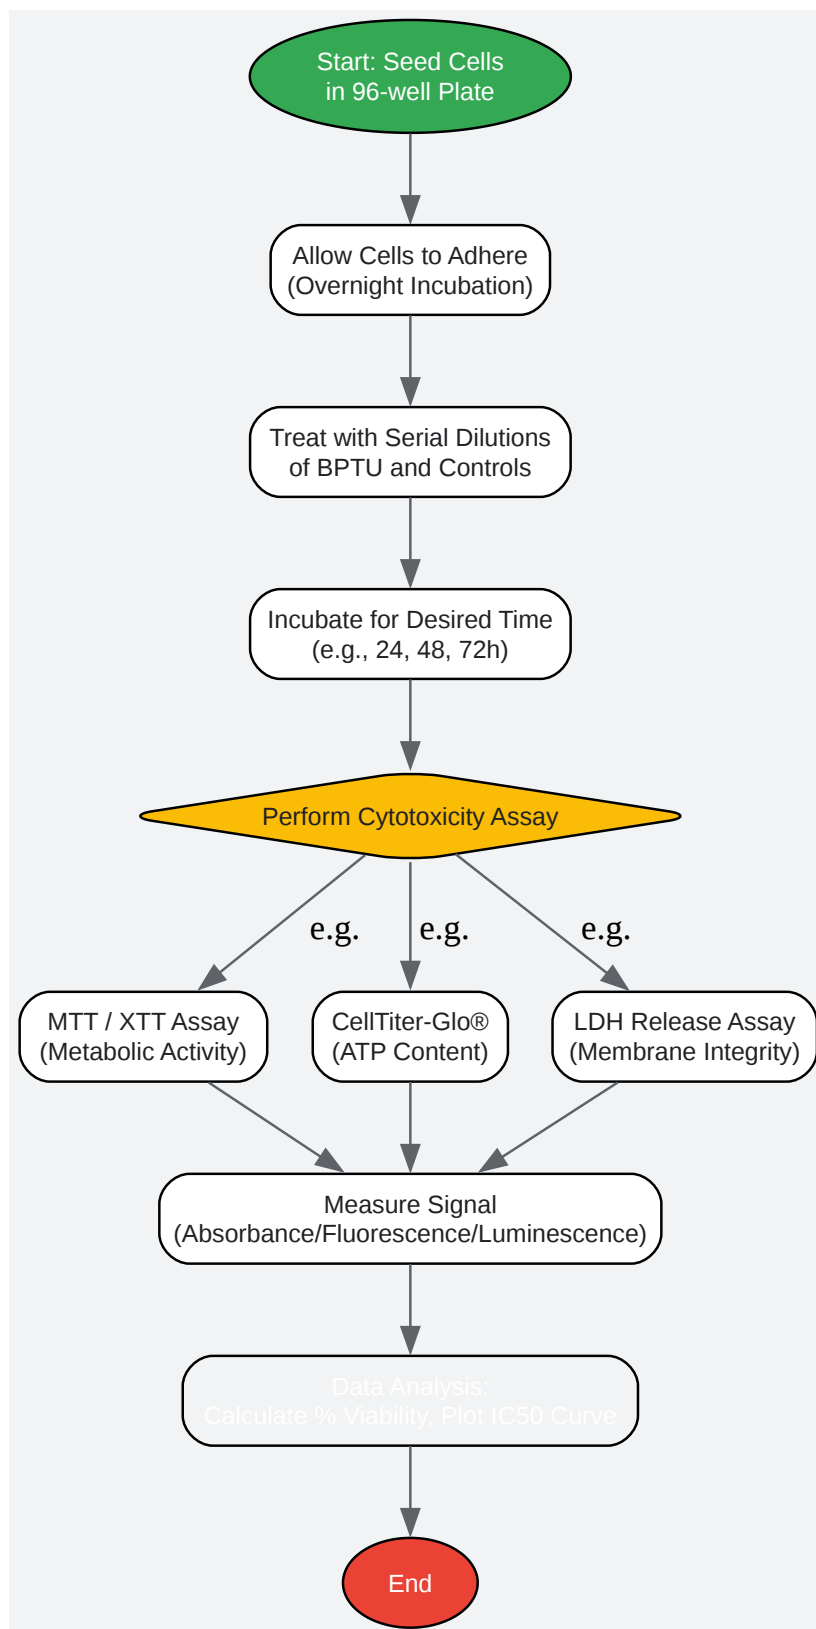 Start: Seed Cells
in 96-well Plate
Allow Cells to Adhere
(Overnight Incubation)
Treat with Serial Dilutions
of BPTU and Controls
Incubate for Desired Time
(e.g., 24, 48, 72h)
Perform Cytotoxicity Assay
e.g.
e.g.
e.g.
MTT / XTT Assay
(Metabolic Activity)
CellTiter-Glo®
(ATP Content)
LDH Release Assay
(Membrane Integrity)
Measure Signal
(Absorbance/Fluorescence/Luminescence)
Data Analysis:
Calculate % Viability, Plot IC50 Curve
End